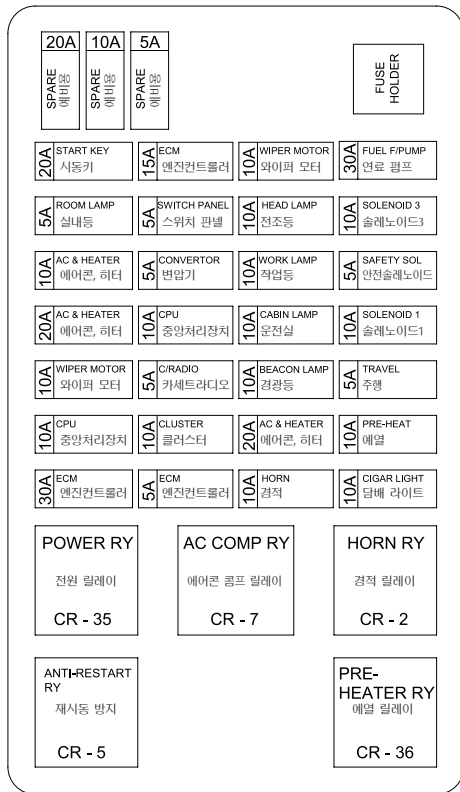 20A 10A 5A
SPARE SPARE SPARE
예비용 예비용 예비용
FUSE
HOLDER
20A START KEY 15A ECM 10A WIPER MOTOR 30A FUEL F/PUMP
시동키 엔진컨트롤러 와이퍼 모터 연료 펌프
5A ROOM LAMP 5A SWITCH PANEL 10A HEAD LAMP 10A SOLENOID 3
실내등 스위치 판넬 전조등 솔레노이드3
10A AC & HEATER 5A CONVERTOR 10A WORK LAMP 5A SAFETY SOL
에어콘, 히터 변압기 작업등 안전솔레노이드
20A AC & HEATER 10A CPU 10A CABIN LAMP 10A SOLENOID 1
에어콘, 히터 중앙처리장치 운전실 솔레노이드1
10A WIPER MOTOR 5A C/RADIO 10A BEACON LAMP 5A TRAVEL
와이퍼 모터 카세트라디오 경광등 주행
10A CPU 10A CLUSTER 20A AC & HEATER 10A PRE-HEAT
중앙처리장치 클러스터 에어콘, 히터 예열
30A ECM 5A ECM 10A HORN 10A CIGAR LIGHT
엔진컨트롤러 엔진컨트롤러 경적 담배 라이트
POWER RY AC COMP RY HORN RY
전원 릴레이 에어콘 콤프 릴레이 경적 릴레이
CR - 35 CR - 7 CR - 2
ANTI-RESTART
RY
재시동 방지
CR - 5
PRE-
HEATER RY
예열 릴레이
CR - 36